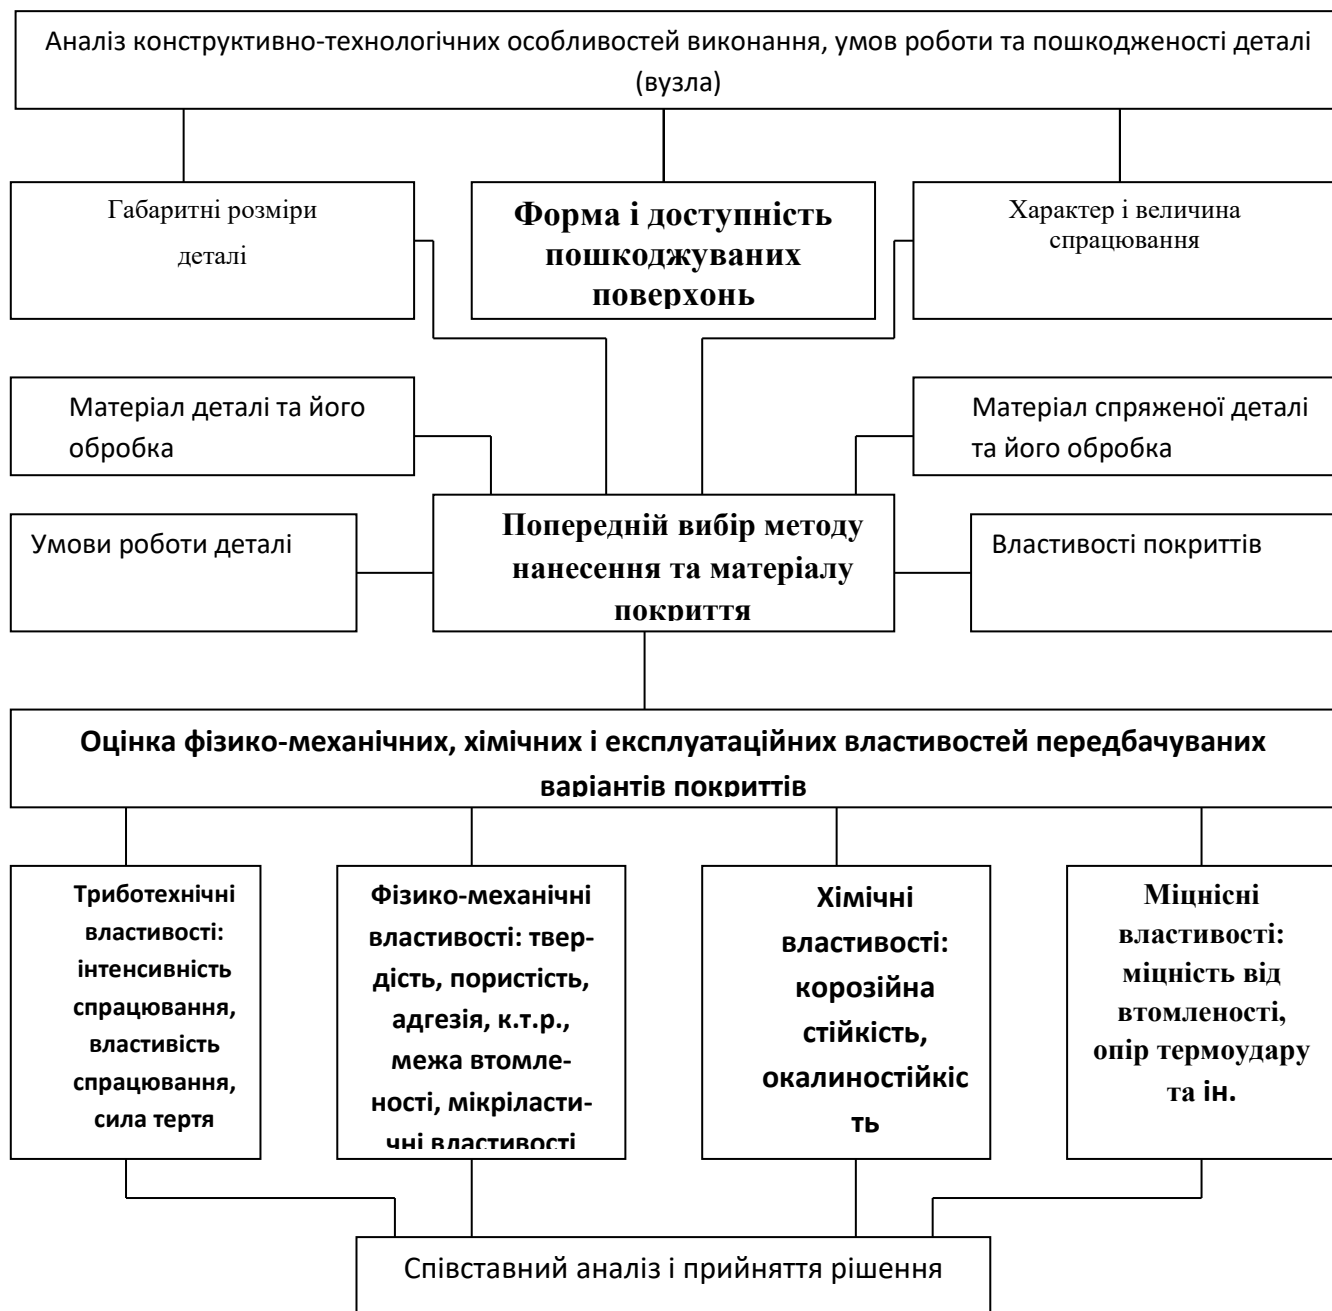 Аналіз конструктивно-технологічних особливостей виконання, умов роботи та пошкодженості деталі
(вузла)
Габаритні розміри
деталі
Форма і доступність
пошкоджуваних
поверхонь
Характер і величина
спрацювання
Матеріал деталі та його
обробка
Матеріал спряженої деталі
та його обробка
Умови роботи деталі
Попередній вибір методу
нанесення та матеріалу
покриття
Властивості покриттів
Оцінка фізико-механічних, хімічних і експлуатаційних властивостей передбачуваних
варіантів покриттів
Триботехнічні
властивості:
інтенсивність
спрацювання,
властивість
спрацювання,
сила тертя
Фізико-механічні
властивості: твер-
дість, пористість,
адгезія, к.т.р.,
межа втомле-
ності, мікріласти-
чні властивості
Хімічні
властивості:
корозійна
стійкість,
окалиностійкіс
ть
Міцнісні
властивості:
міцність від
втомленості,
опір термоудару
та ін.
Співставний аналіз і прийняття рішення